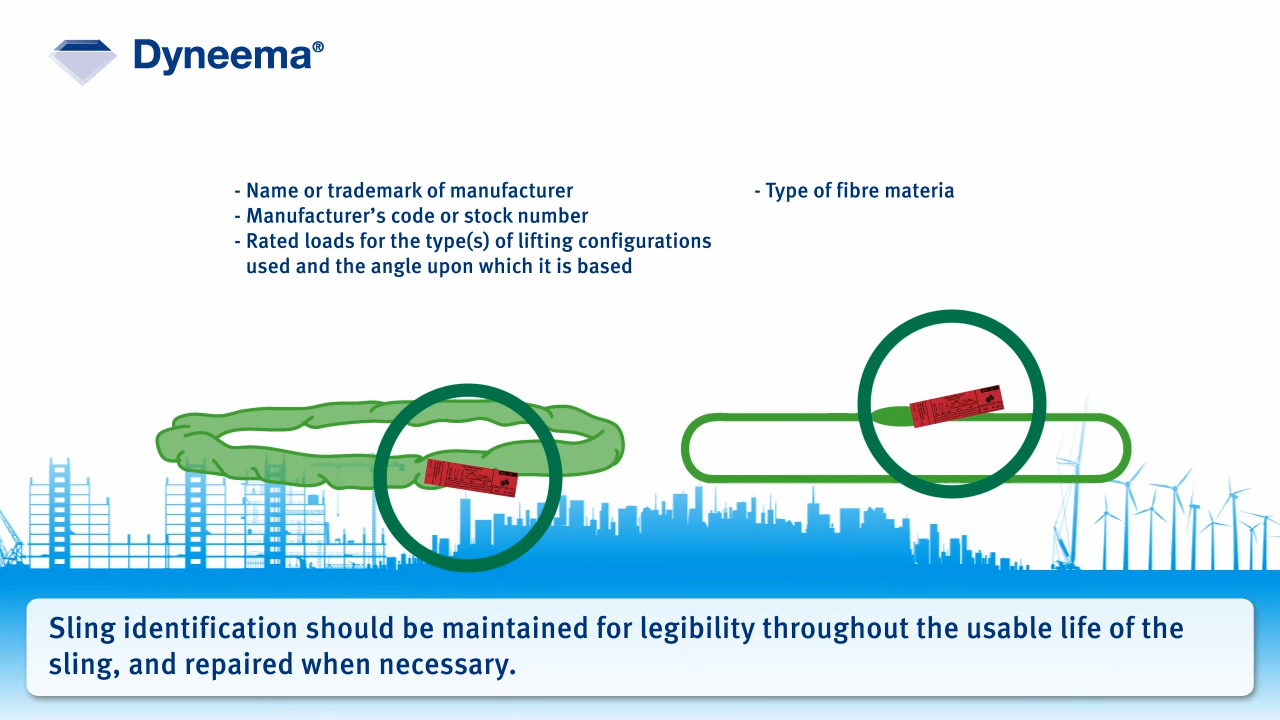 Dyneema®
- Name or trademark of manufacturer
- Manufacturer's code or stock number
- Rated loads for the type(s) of lifting configurations
used and the angle upon which it is based
- Type of fibre materia
Sling identification should be maintained for legibility throughout the usable life of the
sling, and repaired when necessary.